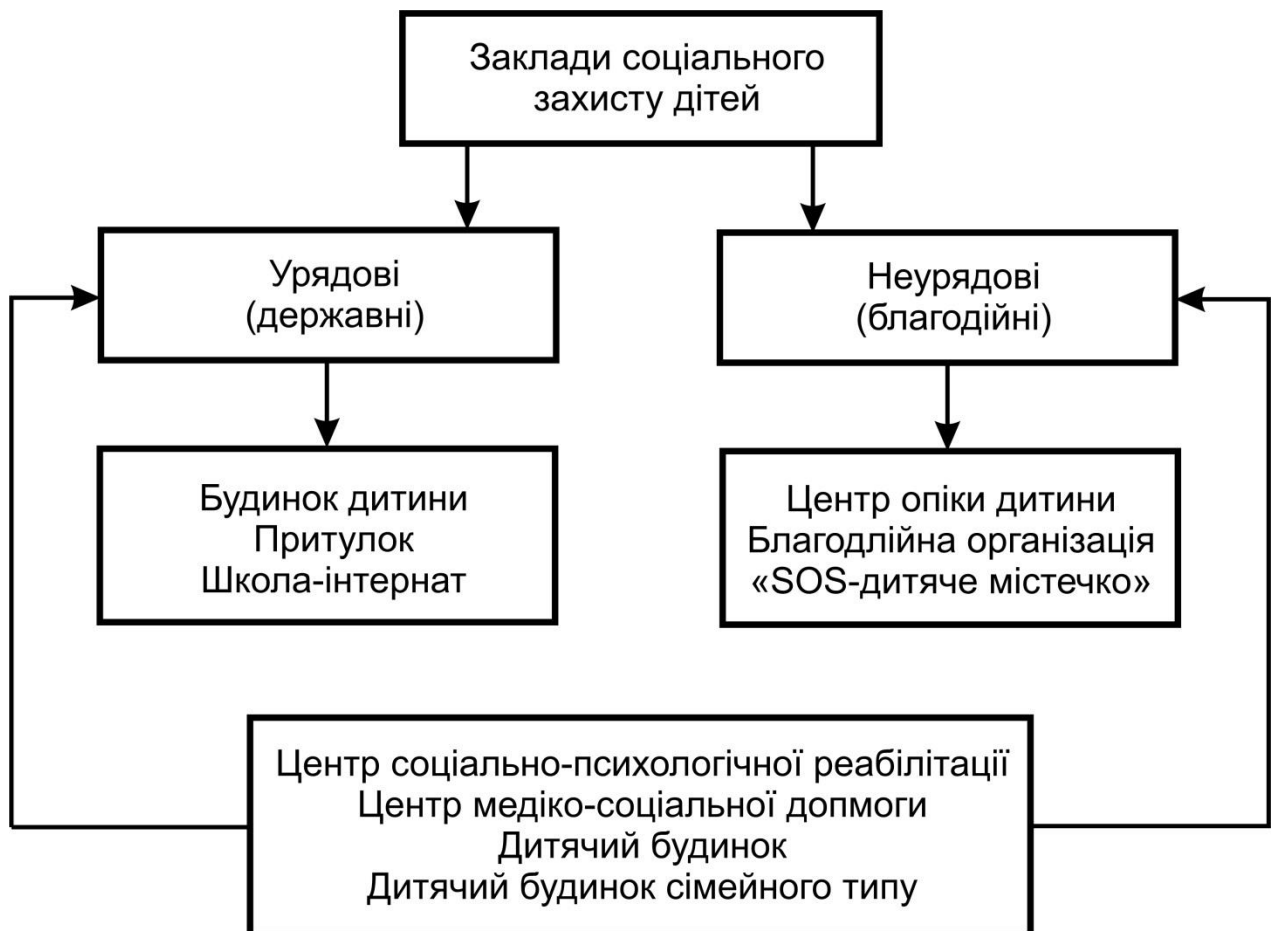 Заклади соціального
захисту дітей
Урядові
(державні)
Неурядові
(благодійні)
Будинок дитини
Притулок
Школа-інтернат
Центр опіки дитини
Благодлійна організація
«SOS-дитяче містечко»
Центр соціально-психологічної реабілітації
Центр медіко-соціальної допмоги
Дитячий будинок
Дитячий будинок сімейного типу